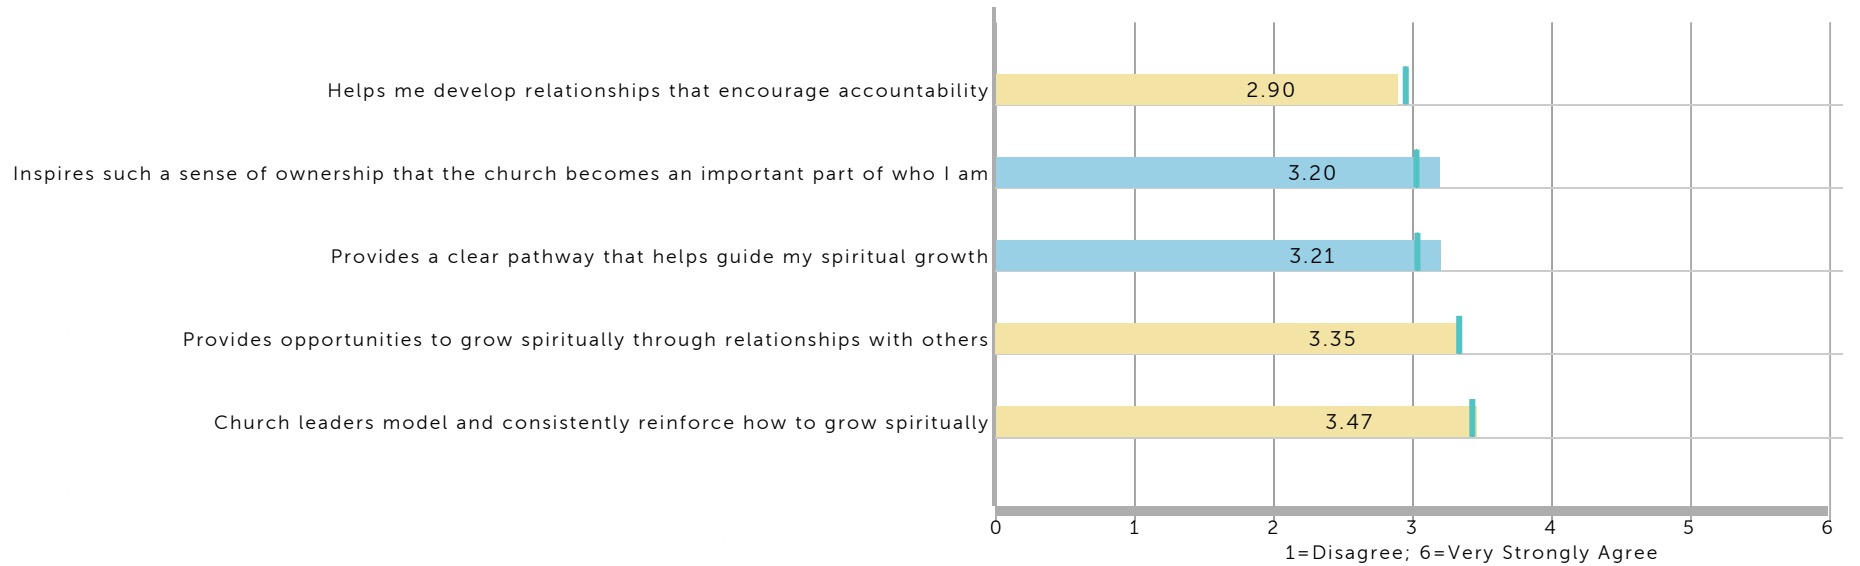 Helps me develop relationships that encourage accountability 2.90
Inspires such a sense of ownership that the church becomes an important part of who I am 3.20
Provides a clear pathway that helps guide my spiritual growth 3.21
Provides opportunities to grow spiritually through relationships with others 3.35
Church leaders model and consistently reinforce how to grow spiritually 3.47
0 1 2 3 4 5 6
1=Disagree; 6=Very Strongly Agree